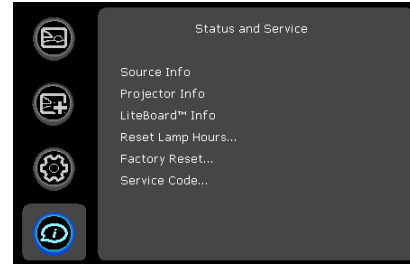 Status and Service
Source Info
Projector Info
LiteBoard™ Info
Reset Lamp Hours...
Factory Reset...
Service Code...